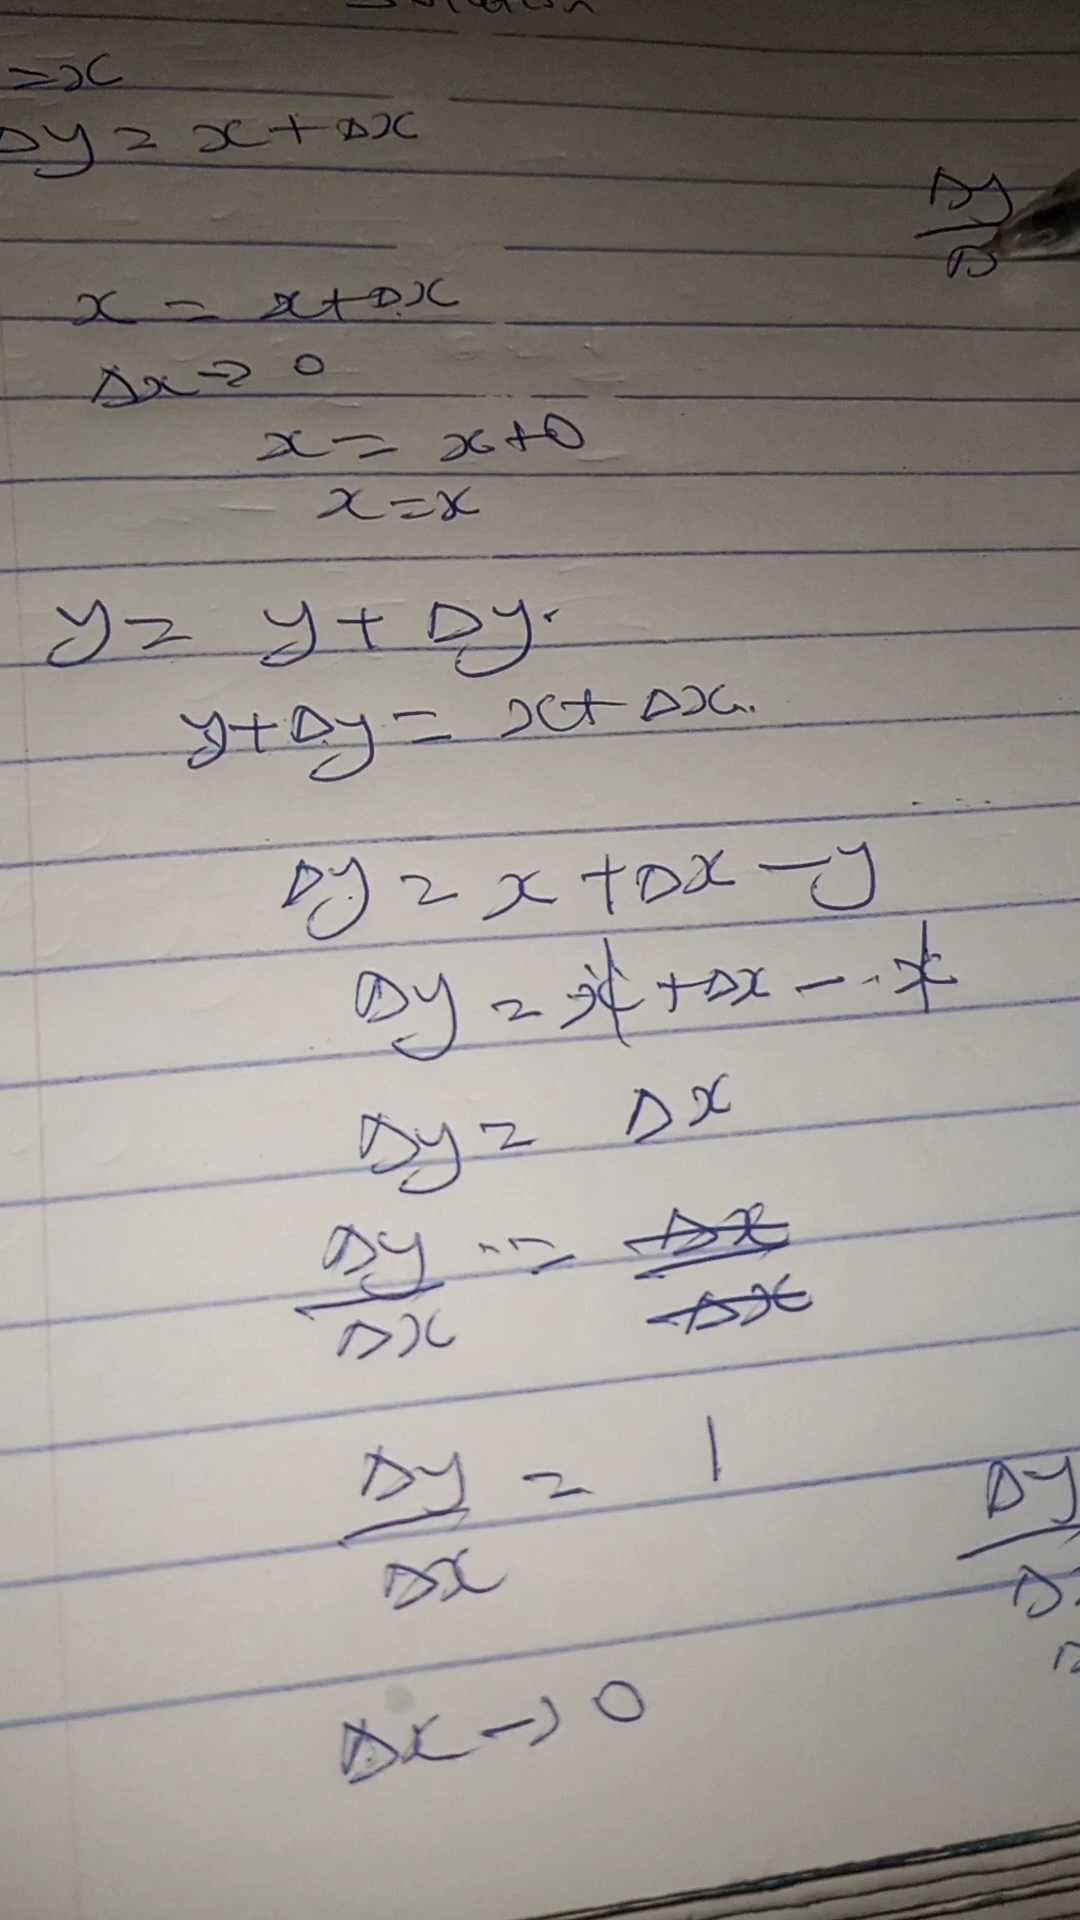 Solution
=x
Δy = x + Δx
Δy
Δ
x = x + Δx
Δx → 0
x = x + 0
x = x
y = y + Δy.
y + Δy = x + Δx.
Δy = x + Δx - y
Δy = x + Δx - x
Δy = Δx
Δy/Δx = Δx/Δx
Δy/Δx = 1
Δy
Δ
Δx → 0